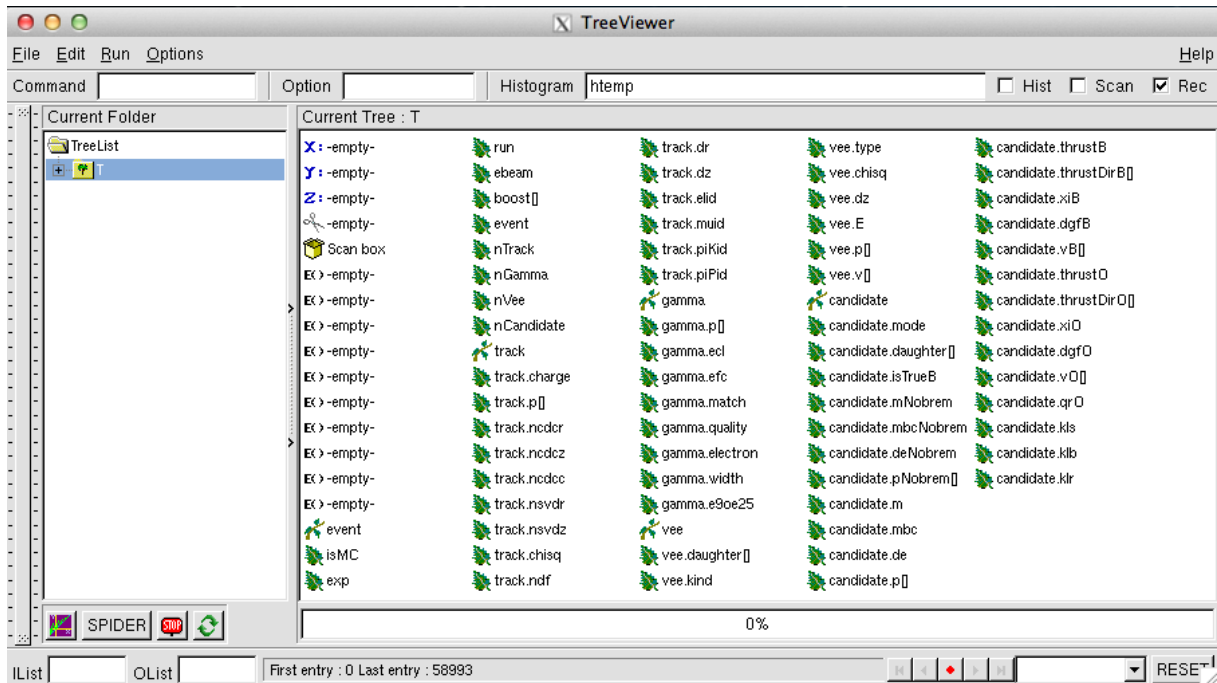 X TreeViewer
File Edit Run Options Help
Command Option Histogram htemp Hist Scan Rec
Current Folder
TreeList
T
Current Tree : T
X: -empty-
Y: -empty-
Z: -empty-
-empty-
Scan box
E() -empty-
E() -empty-
E() -empty-
E() -empty-
E() -empty-
E() -empty-
E() -empty-
E() -empty-
E() -empty-
E() -empty-
event
isMC
exp
run
ebeam
boost[]
event
nTrack
nGamma
nVee
nCandidate
track
track.charge
track.p[]
track.ncdcr
track.ncdcz
track.ncdcc
track.nsvdr
track.nsvdz
track.chisq
track.ndf
track.dr
track.dz
track.elid
track.muid
track.piKid
track.piPid
gamma
gamma.p[]
gamma.ecl
gamma.efc
gamma.match
gamma.quality
gamma.electron
gamma.width
gamma.e9oe25
vee
vee.daughter[]
vee.kind
vee.type
vee.chisq
vee.dz
vee.E
vee.p[]
vee.v[]
candidate
candidate.mode
candidate.daughter[]
candidate.isTrueB
candidate.mNobrem
candidate.mbcNobrem
candidate.deNobrem
candidate.pNobrem[]
candidate.m
candidate.mbc
candidate.de
candidate.p[]
candidate.thrustB
candidate.thrustDirB[]
candidate.xiB
candidate.dgfB
candidate.vB[]
candidate.thrustO
candidate.thrustDirO[]
candidate.xiO
candidate.dgfO
candidate.vO[]
candidate.qrO
candidate.kls
candidate.klb
candidate.klr
SPIDER STOP
0%
IList OList First entry : 0 Last entry : 58993 RESET